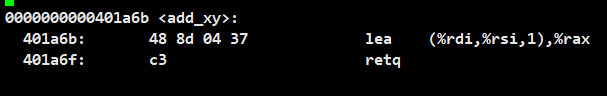 0000000000401a6b <add_xy>:
401a6b: 48 8d 04 37 lea (%rdi,%rsi,1),%rax
401a6f: c3 retq